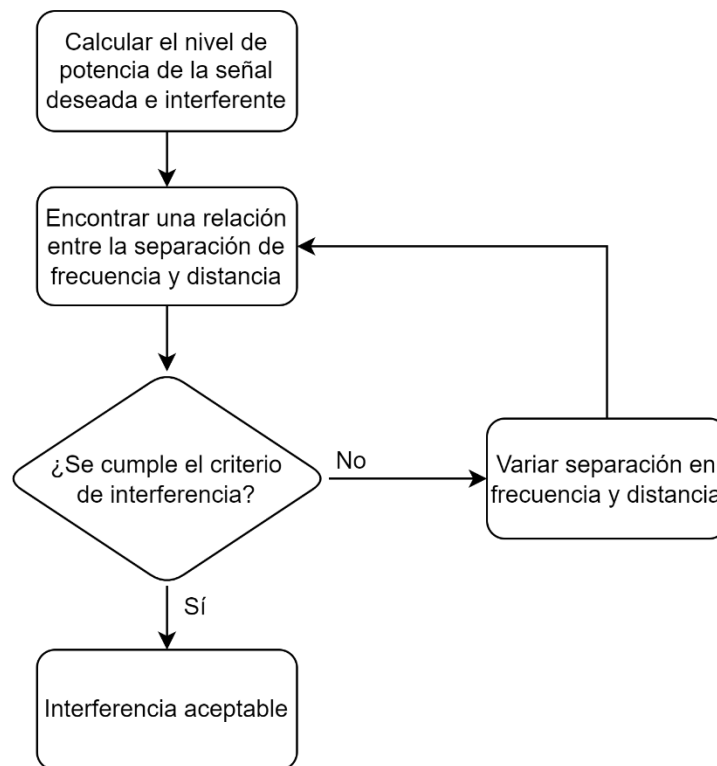 Calcular el nivel de
potencia de la señal
deseada e interferente
Encontrar una relación
entre la separación de
frecuencia y distancia
¿Se cumple el criterio
de interferencia?
No
Variar separación en
frecuencia y distancia
Sí
Interferencia aceptable